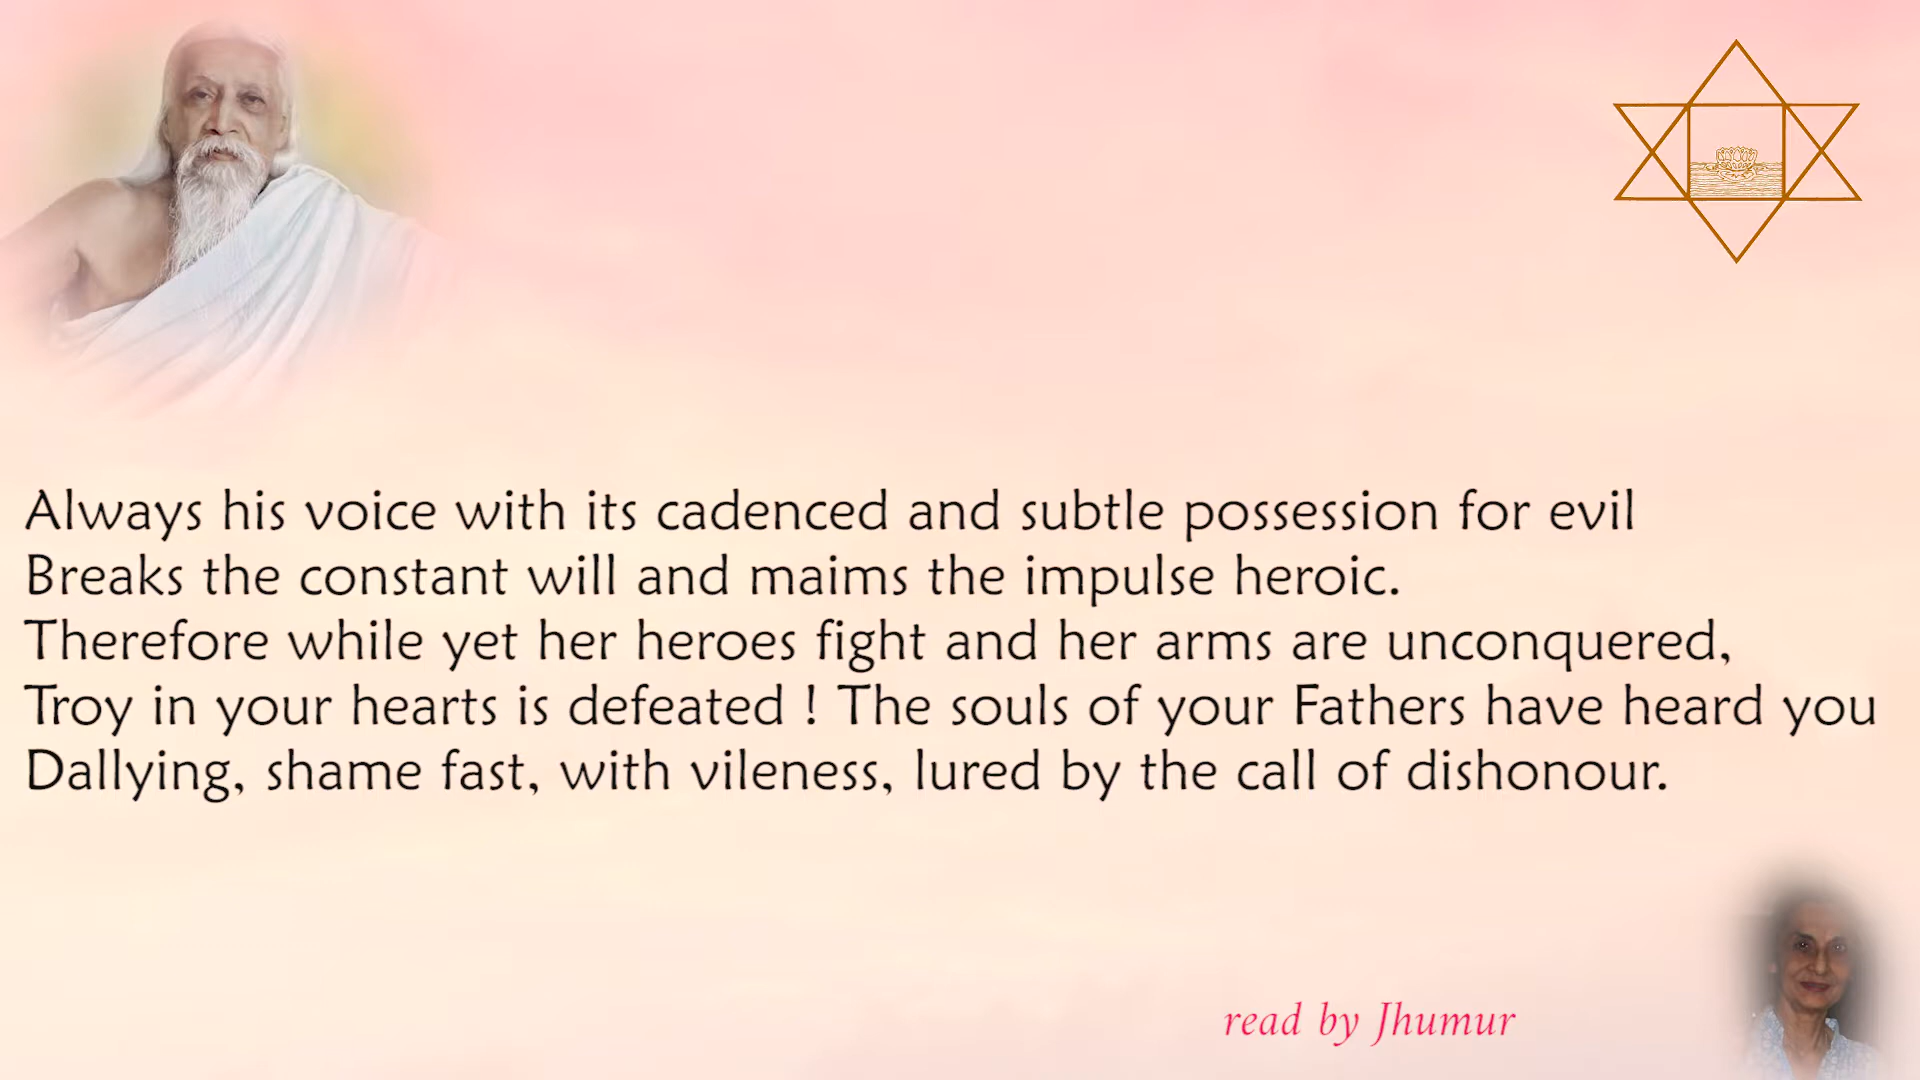 Always his voice with its cadenced and subtle possession for evil
Breaks the constant will and maims the impulse heroic.
Therefore while yet her heroes fight and her arms are unconquered,
Troy in your hearts is defeated ! The souls of your Fathers have heard you
Dallying, shame fast, with vileness, lured by the call of dishonour.
read by Jhumur